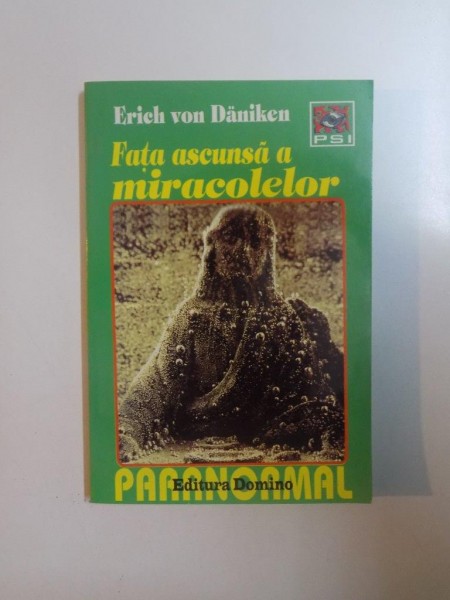 Erich von Däniken
PSI
Fața ascunsă a
miracolelor
PARANORMAL
Editura Domino